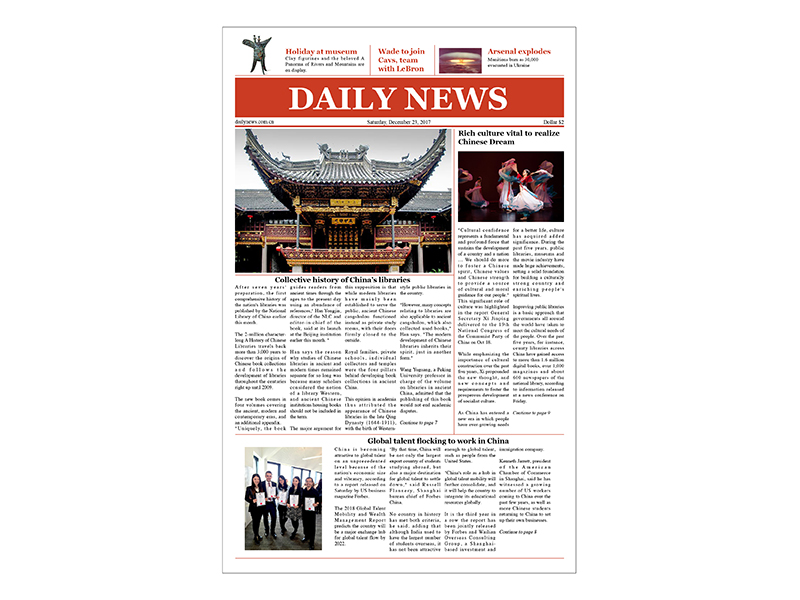 Holiday at museum
Clay figurines and the beloved A
Panorma of Rivers and Mountains are
on display.
Wade to join
Cavs, team
with LeBron
Arsenal explodes
Munitions burn as 30,000
evacuated in Ukraine
DAILY NEWS
dailynews.com.cn
Saturday, December 23, 2017
Dollar $2
Collective history of China's libraries
After seven years'
preparation, the first
comprehensive history of
the nation's libraries was
published by the National
Library of China earlier
this month.
The 2 million character-
long A History of Chinese
Libraries travels back
more than 3,000 years to
discover the origins of
Chinese book collections
and follows the
development of libraries
throughout the centuries
right up until 2009.
The new book comes in
four volumes covering
the ancient, modern and
contemporary eras, and
an additional appendix.
"Uniquely, the book
guides readers from
ancient times through the
ages to the present day
using an abundance of
references," Han Yongjin,
director of the NLC and
editor in chief of the
book, said at its launch
at the Beijing institution
earlier this month."
Han says the reason
why studies of Chinese
libraries in ancient and
modern times remained
separate for so long was
because many scholars
considered the notion
of a library Western,
and ancient Chinese
institutions housing books
should not be included in
the term.
The major argument for
this supposition is that
while modern libraries
have mainly been
established to serve the
public, ancient Chinese
cangshulou functioned
instead as private study
rooms, with their doors
firmly closed to the
outside.
Royal families, private
schools, individual
collectors and temples
were the four pillars
behind developing book
collections in ancient
China.
This opinion in academia
thus attributed the
appearance of Chinese
libraries in the late Qing
Dynasty (1644-1911),
with the birth of Western-
style public libraries in
the country.
"However, many concepts
relating to libraries are
also applicable to ancient
cangshulou, which also
collected used books,"
Han says. "The modern
development of Chinese
libraries inherits their
spirit, just in another
form."
Wang Yuguang, a Peking
University professor in
charge of the volume
on libraries in ancient
China, admitted that the
publishing of this book
would not end academic
disputes.
Continue to page 7
Rich culture vital to realize
Chinese Dream
"Cultural confidence
represents a fundamental
and profound force that
sustains the development
of a country and a nation
... We should do more
to foster a Chinese
spirit, Chinese values
and Chinese strength
to provide a source
of cultural and moral
guidance for our people."
This significant role of
culture was highlighted
in the report General
Secretary Xi Jinping
delivered to the 19th
National Congress of
the Communist Party of
China on Oct 18.
While emphasizing the
importance of cultural
construction over the past
five years, Xi propounded
the new thought, and
new concepts and
requirements to foster the
prosperous development
of socialist culture.
As China has entered a
new era in which people
have ever growing needs
for a better life, culture
has acquired added
significance. During the
past five years, public
libraries, museums and
the movie industry have
made huge achievements,
setting a solid foundation
for building a culturally
strong country and
enriching people's
spiritual lives.
Improving public libraries
is a basic approach that
governments all around
the world have taken to
meet the cultural needs of
the people. Over the past
five years, for instance,
county libraries across
China have gained access
to more than 1.6 million
digital books, over 1,600
magazines and about
600 newspapers of the
national library, according
to information released
at a news conference on
Friday.
Continue to page 9
Global talent flocking to work in China
China is becoming
attractive to global talent
on an unprecedented
level because of the
nation's economic size
and vibrancy, according
to a report released on
Saturday by US business
magazine Forbes.
The 2018 Global Talent
Mobility and Wealth
Management Report
predicts the country will
be a major exchange hub
for global talent flow by
2022.
"By that time, China will
be not only the largest
export country of students
studying abroad, but
also a major destination
for global talent to settle
down," said Russell
Flannery, Shanghai
bureau chief of Forbes
China.
No country in history
has met both criteria,
he said, adding that
although India used to
have the largest number
of students overseas, it
has not been attractive
enough to global talent,
such as people from the
United States.
"China's role as a hub in
global talent mobility will
further consolidate, and
it will help the country to
integrate its educational
resources globally.
It is the third year in
a row the report has
been jointly released
by Forbes and Wailian
Overseas Consulting
Group, a Shanghai-
based investment and
immigration company.
Kenneth Jarrett, president
of the American
Chamber of Commerce
in Shanghai, said he has
witnessed a growing
number of US workers
coming to China over the
past few years, as well as
more Chinese students
returning to China to set
up their own businesses.
Continue to page 8